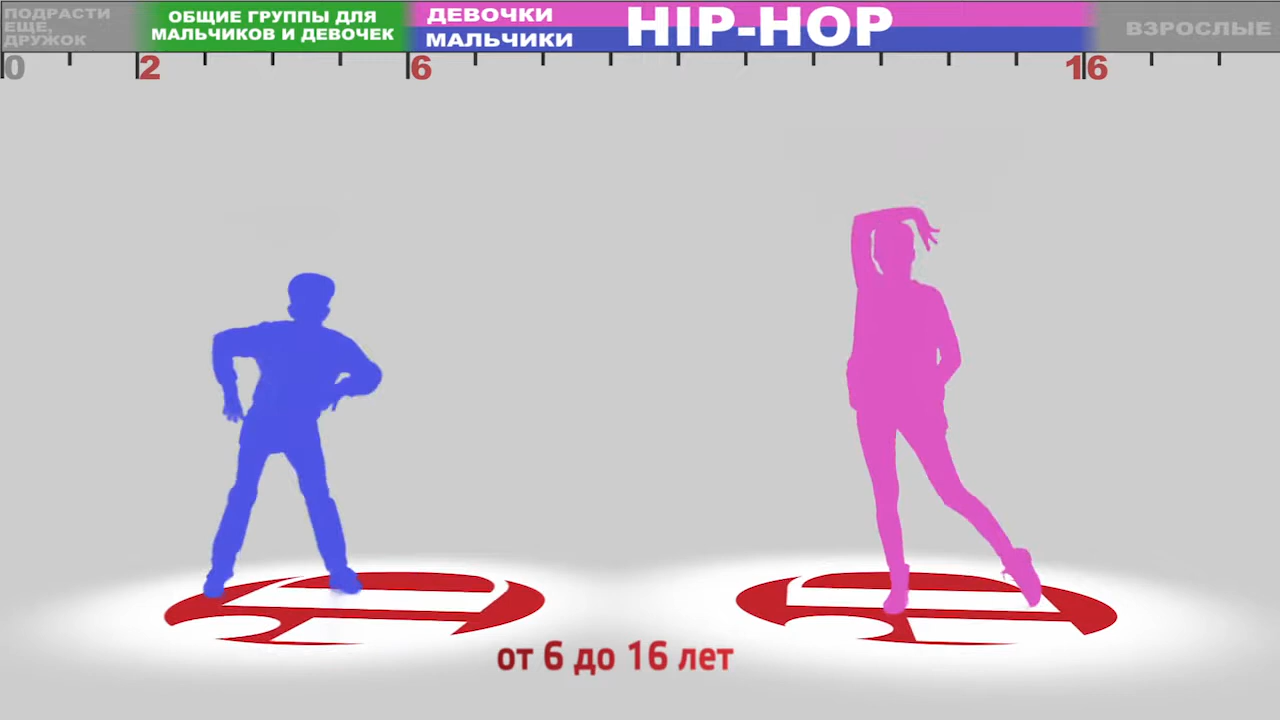 ПОДРАСТИ
ЕЩЕ,
ДРУЖОК
ОБЩИЕ ГРУППЫ ДЛЯ
МАЛЬЧИКОВ И ДЕВОЧЕК
ДЕВОЧКИ
МАЛЬЧИКИ
HIP-HOP
ВЗРОСЛЫЕ
0 2 6 16
от 6 до 16 лет